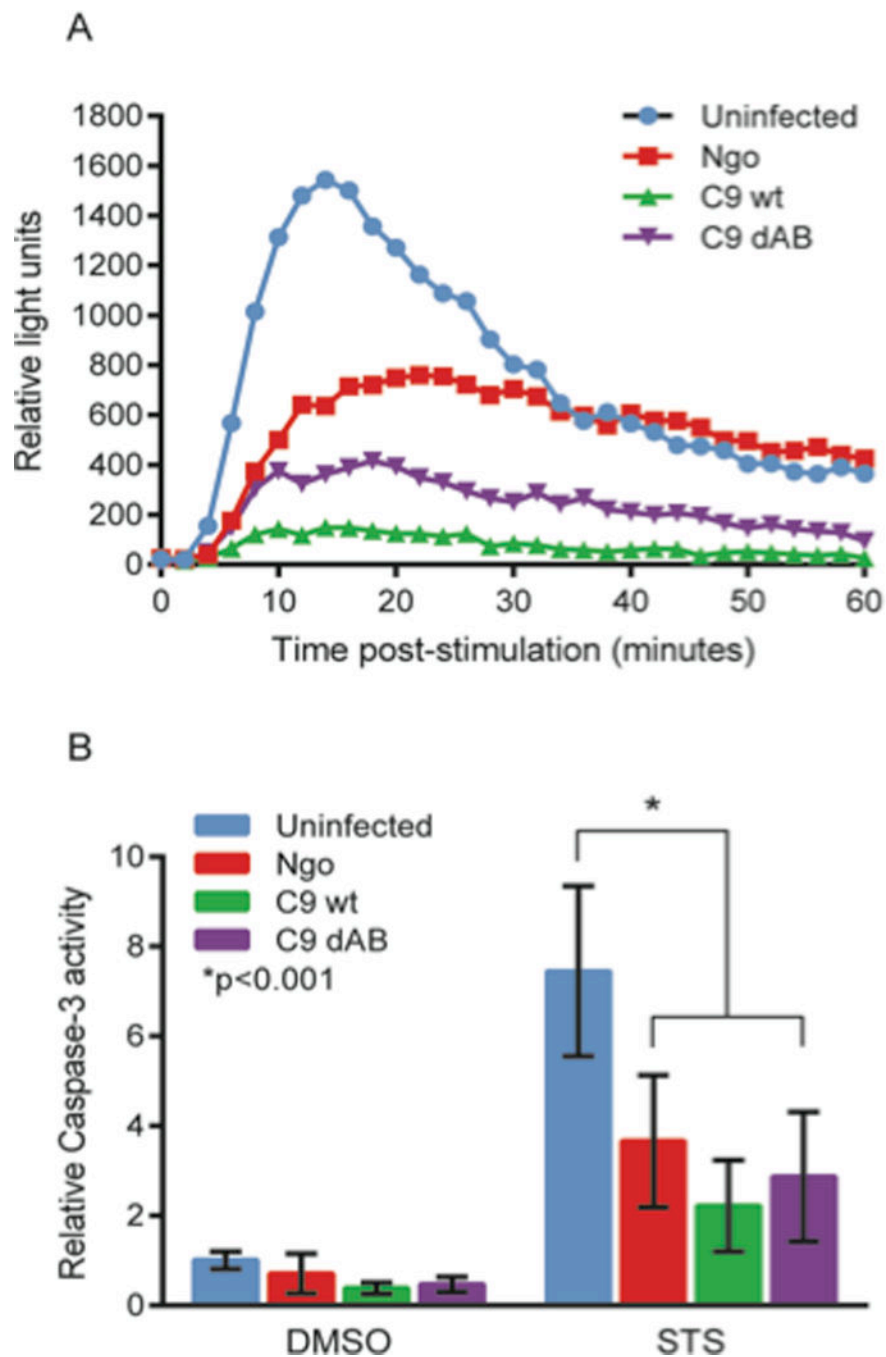 A
1800
1600
1400
1200
1000
800
600
400
200
0
Relative light units
Uninfected
Ngo
C9 wt
C9 dAB
0 10 20 30 40 50 60
Time post-stimulation (minutes)
B
Uninfected
Ngo
C9 wt
C9 dAB
*p<0.001
*
10
8
6
4
2
0
Relative Caspase-3 activity
DMSO STS